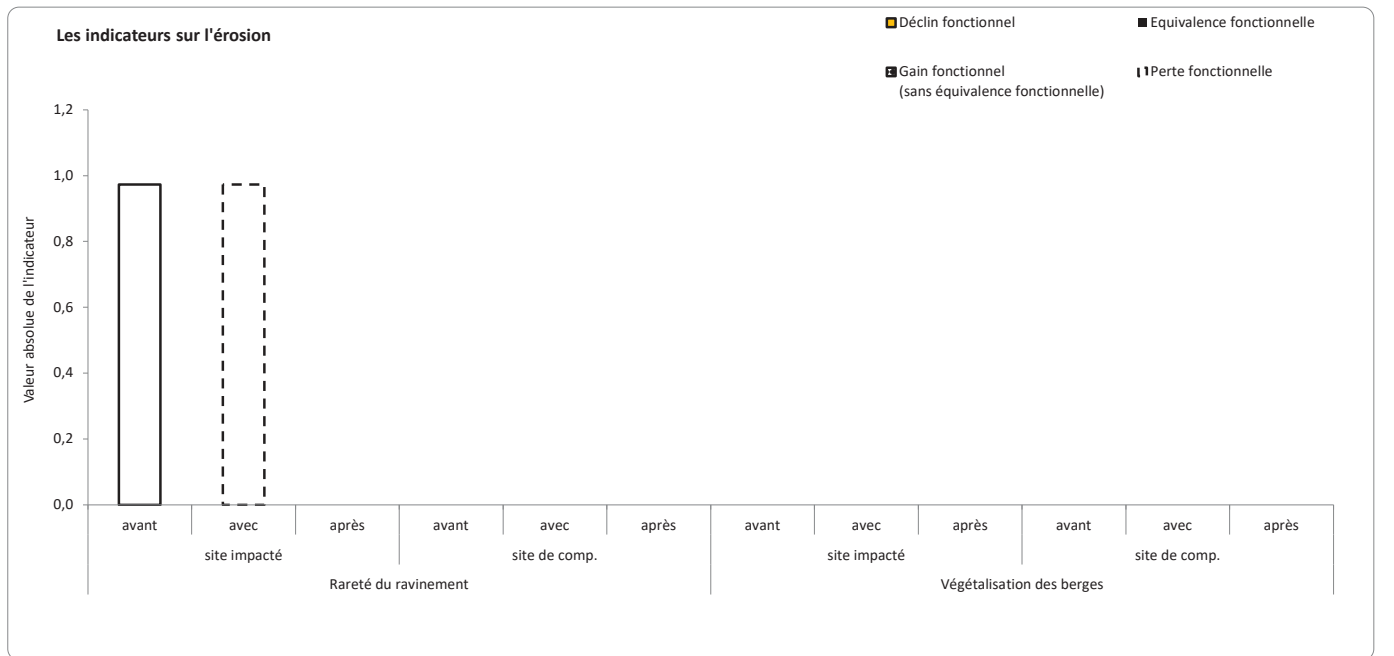 Les indicateurs sur l'érosion
Déclin fonctionnel
Equivalence fonctionnelle
Gain fonctionnel
(sans équivalence fonctionnelle)
Perte fonctionnelle
Valeur absolue de l'indicateur
1,2
1,0
0,8
0,6
0,4
0,2
0,0
avant avec après avant avec après avant avec après avant avec après
site impacté site de comp. site impacté site de comp.
Rareté du ravinement Végétalisation des berges